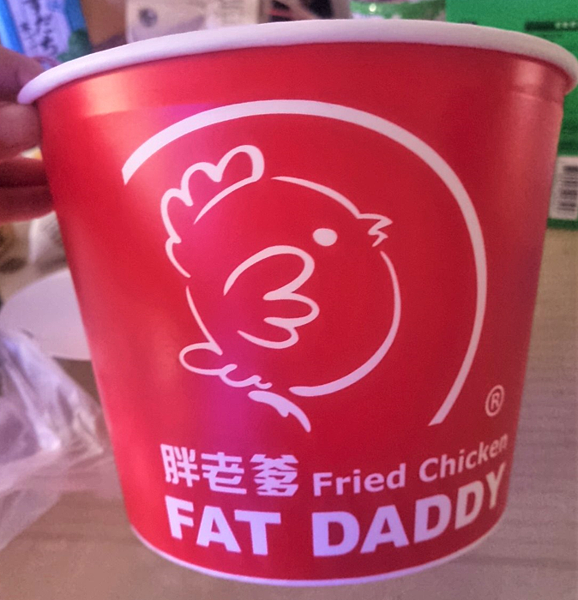 ®
胖老爹 Fried Chicken
FAT DADDY